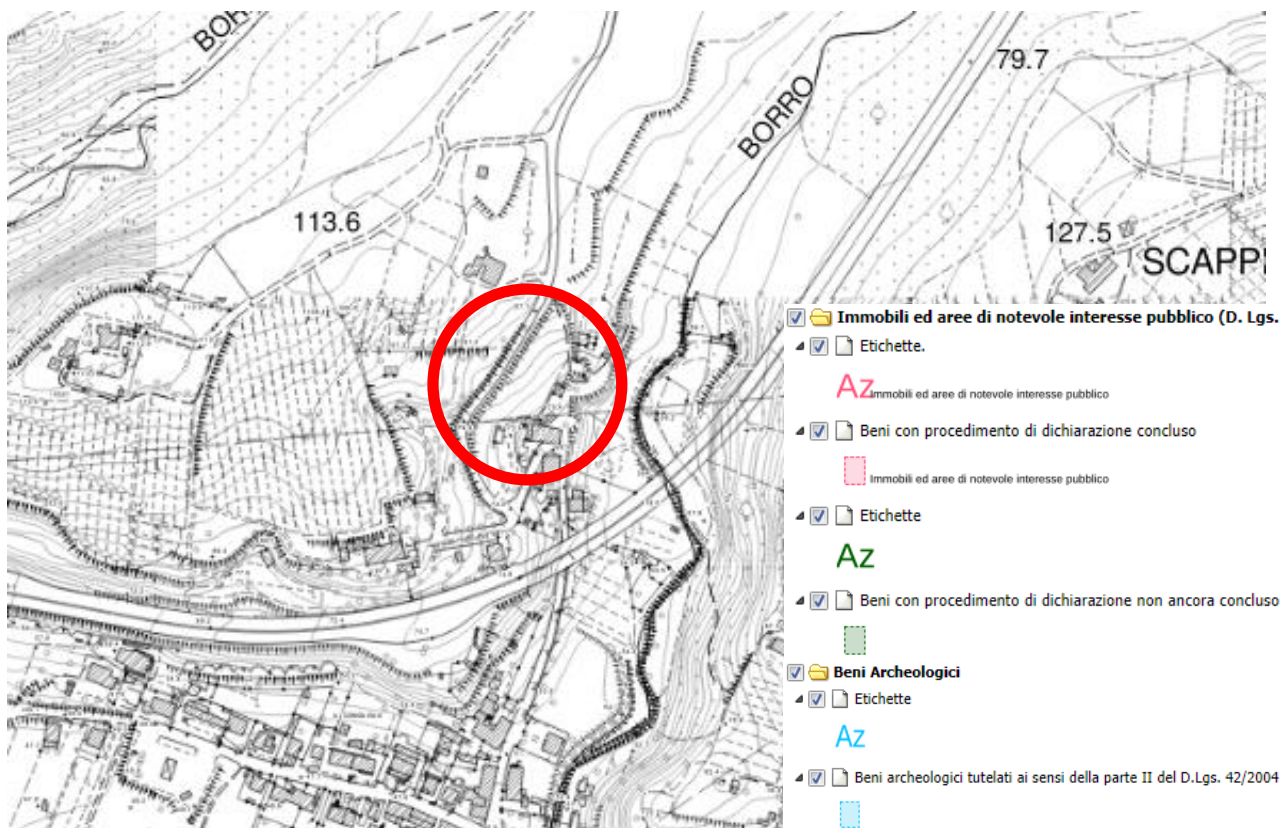 BORRO
79.7
BORRO
113.6
127.5
SCAPPI
Immobili ed aree di notevole interesse pubblico (D. Lgs.
Etichette.
Az Immobili ed aree di notevole interesse pubblico
Beni con procedimento di dichiarazione concluso
Immobili ed aree di notevole interesse pubblico
Etichette
Az
Beni con procedimento di dichiarazione non ancora concluso
Beni Archeologici
Etichette
Az
Beni archeologici tutelati ai sensi della parte II del D.Lgs. 42/2004